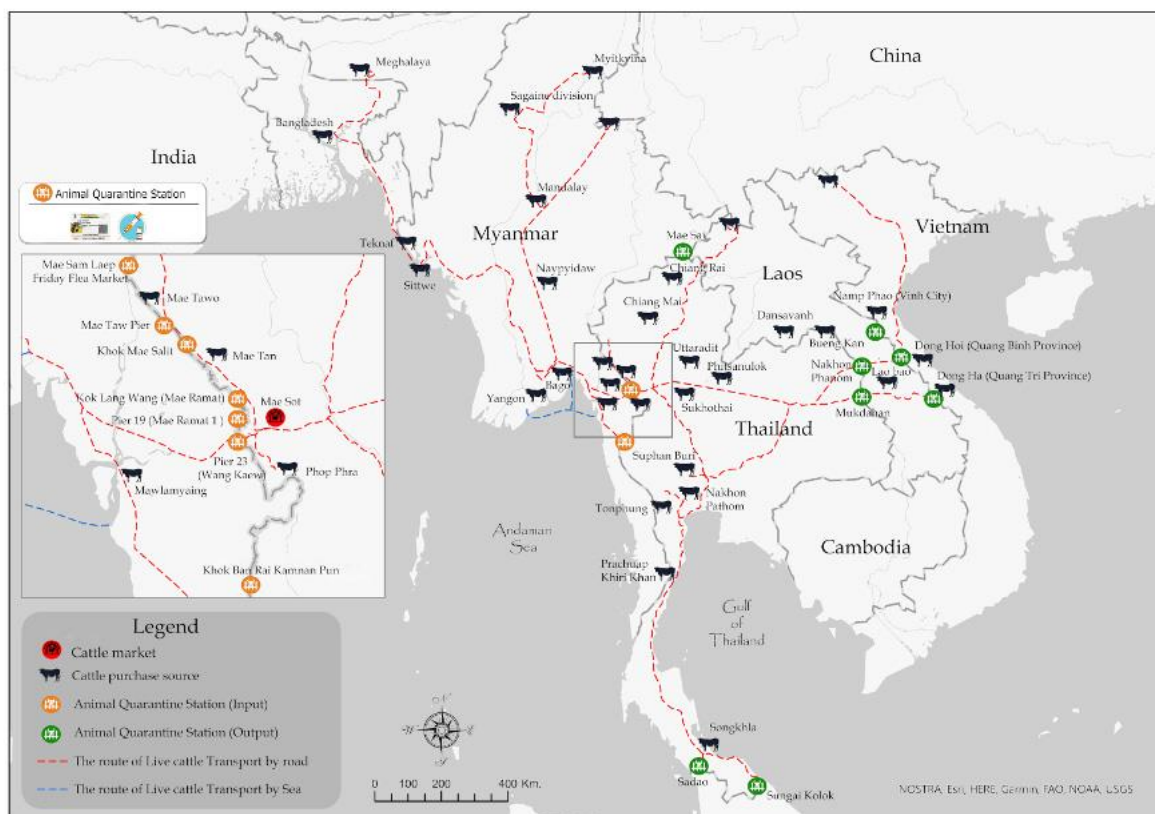 China
India
Myanmar
Laos
Vietnam
Thailand
Cambodia
Andaman
Sea
Gulf
of
Thailand
Meghalaya
Myitkyina
Sagaine division
Bangladesh
Mandalay
Teknaf
Sittwe
Naypyidaw
Mae Sai
Chiang Rai
Chiang Mai
Namp Phao (Vinh City)
Dansavanh
Bueng Kan
Uttaradit
Phitsanulok
Dong Hoi (Quang Binh Province)
Nakhon
Phanom
Lao Bao
Dong Ha (Quang Tri Province)
Bago
Yangon
Sukhothai
Mukdahan
Suphan Buri
Nakhon
Pathom
Tonphung
Prachuap
Khiri Khan
Songkhla
Sadao
Sungai Kolok
Animal Quarantine Station
Mae Sam Laep
Friday Flea Market
Mae Tawo
Mae Taw Pier
Khok Mae Salit
Mae Tan
Kok Lang Wang (Mae Ramat)
Mae Sot
Pier 19 (Mae Ramat 1 )
Pier 23
(Wang Kaew)
Phop Phra
Mawlamyaing
Khok Ban Rai Kamnan Pun
Legend
Cattle market
Cattle purchase source
Animal Quarantine Station (Input)
Animal Quarantine Station (Output)
The route of Live cattle Transport by road
The route of Live cattle Transport by Sea
N
W
E
S
0 100 200 400 Km.
NOSTRA, Esri, HERE, Garmin, FAO, NOAA, USGS